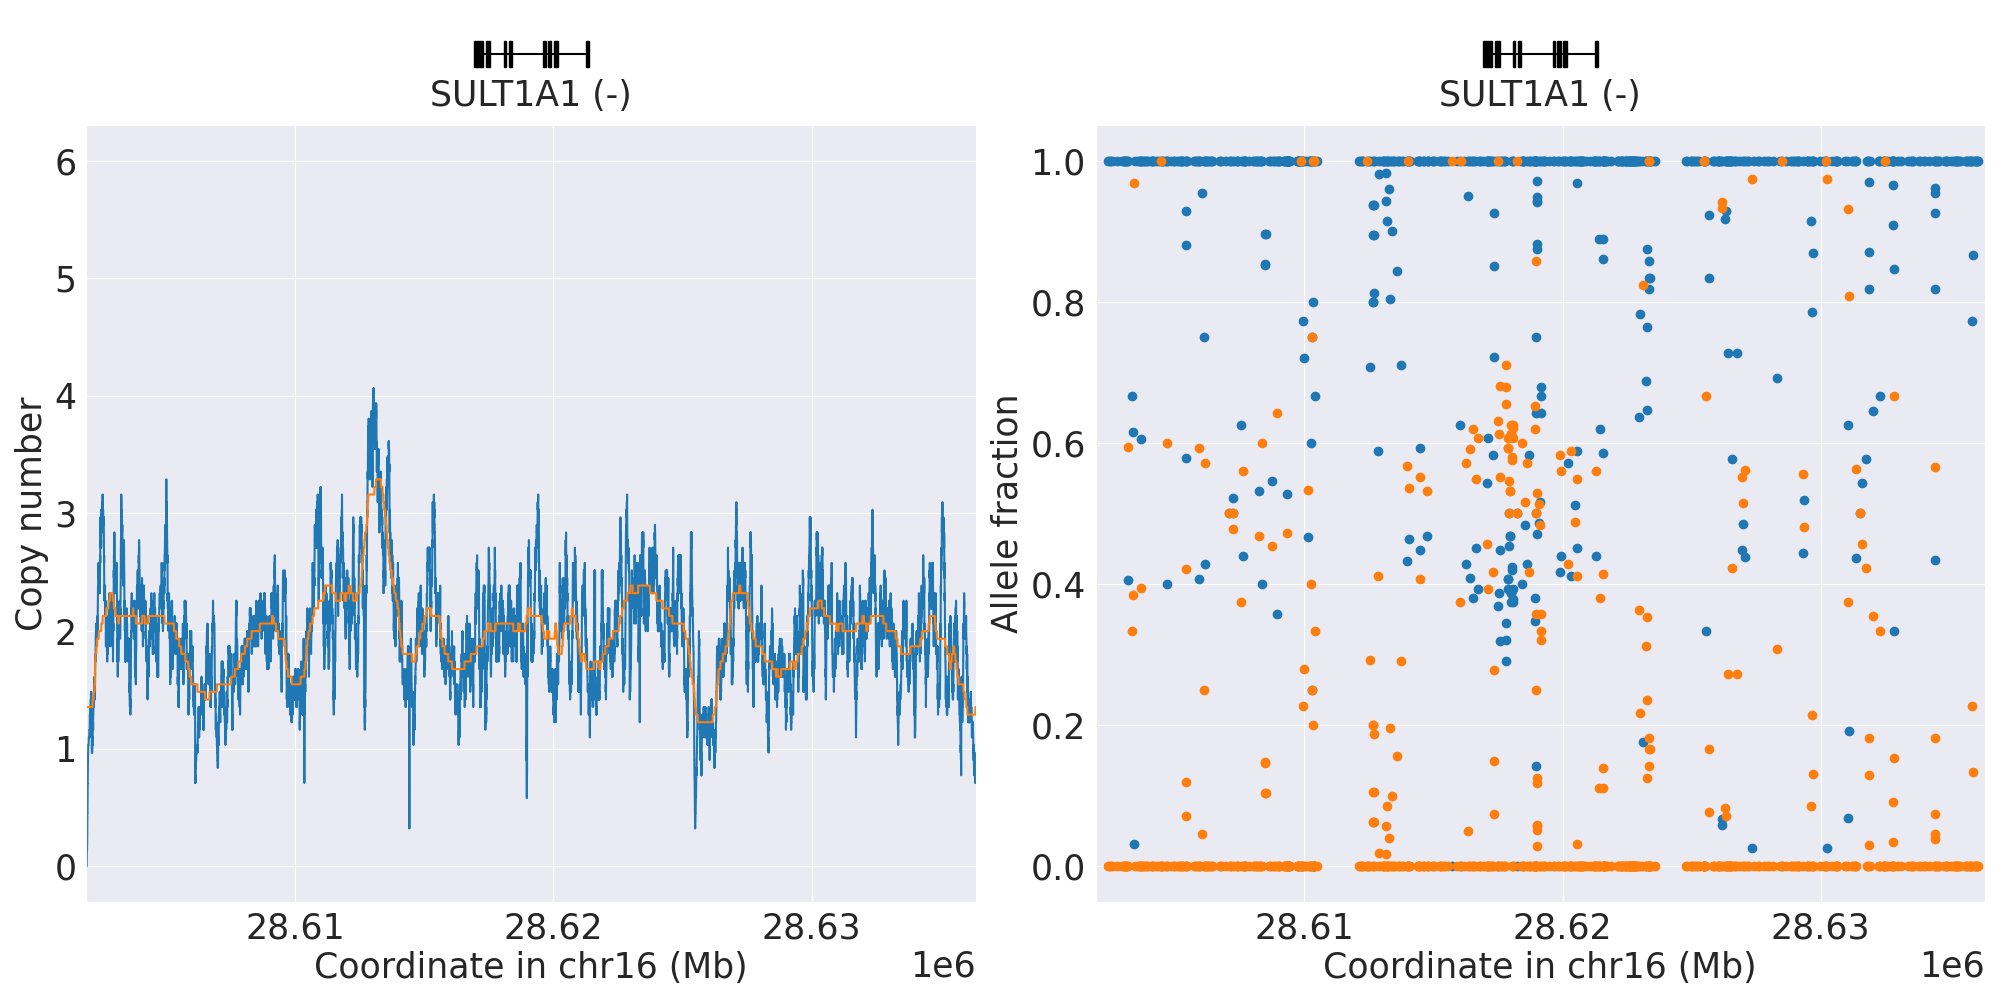 SULT1A1 (-)
Copy number
6
5
4
3
2
1
0
28.61
28.62
28.63
Coordinate in chr16 (Mb)
1e6
SULT1A1 (-)
Allele fraction
1.0
0.8
0.6
0.4
0.2
0.0
28.61
28.62
28.63
Coordinate in chr16 (Mb)
1e6